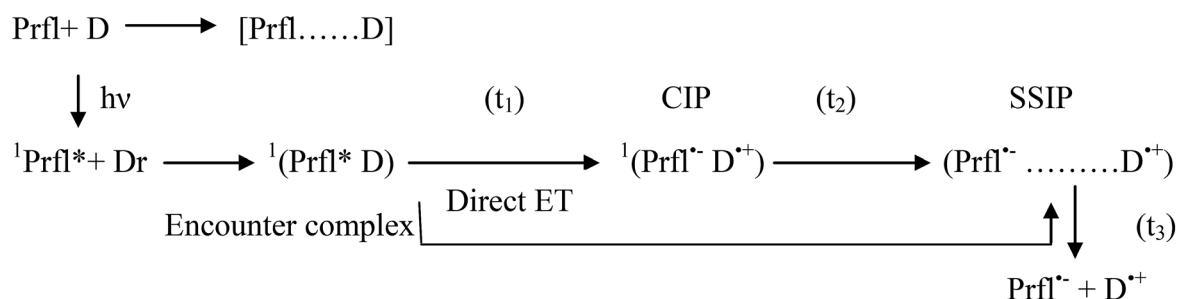 Prfl+ D [Prfl……D]
hν (t₁) CIP (t₂) SSIP
¹Prfl*+ Dr ¹(Prfl* D) ¹(Prfl•- D•+) (Prfl•- ………D•+)
Direct ET
Encounter complex (t₃)
Prfl•- + D•+